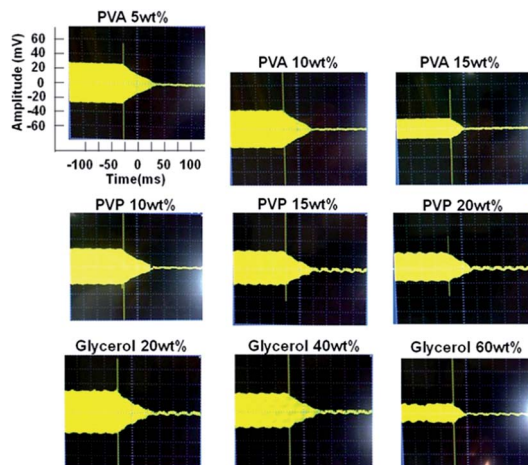 PVA 5wt%
60
40
20
0
-20
-40
-60
Amplitude (mV)
-100 -50 0 50 100
Time(ms)
PVA 10wt%
PVA 15wt%
PVP 10wt%
PVP 15wt%
PVP 20wt%
Glycerol 20wt%
Glycerol 40wt%
Glycerol 60wt%